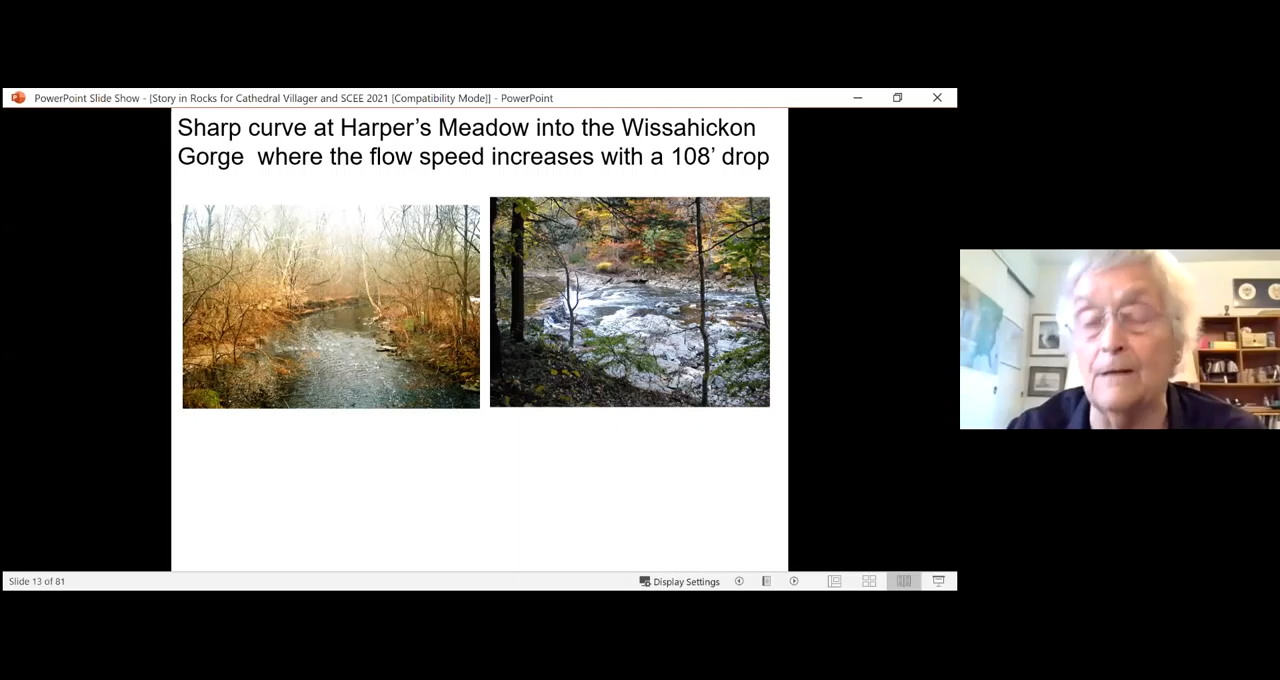 PowerPoint Slide Show - [Story in Rocks for Cathedral Villager and SCEE 2021 [Compatibility Mode]] - PowerPoint
Sharp curve at Harper's Meadow into the Wissahickon
Gorge  where the flow speed increases with a 108' drop
Slide 13 of 81
Display Settings